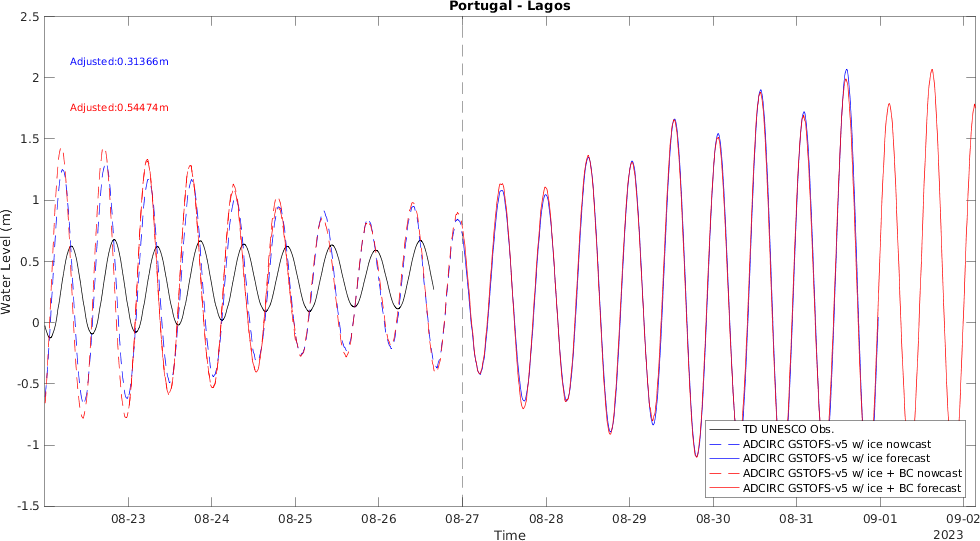 Portugal - Lagos
Adjusted:0.31366m
Adjusted:0.54474m
Water Level (m)
2.5
2
1.5
1
0.5
0
-0.5
-1
-1.5
TD UNESCO Obs.
ADCIRC GSTOFS-v5 w/ ice nowcast
ADCIRC GSTOFS-v5 w/ ice forecast
ADCIRC GSTOFS-v5 w/ ice + BC nowcast
ADCIRC GSTOFS-v5 w/ ice + BC forecast
08-23 08-24 08-25 08-26 08-27 08-28 08-29 08-30 08-31 09-01 09-02
Time
2023